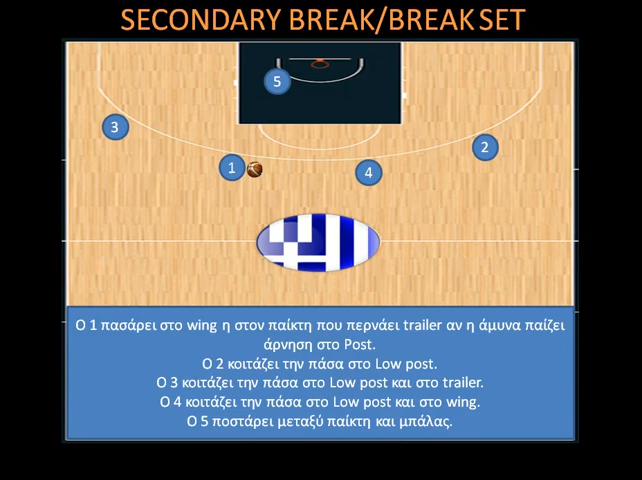 SECONDARY BREAK/BREAK SET
5
3
2
1
4
Ο 1 πασάρει στο wing η στον παίκτη που περνάει trailer αν η άμυνα παίζει
άρνηση στο Post.
Ο 2 κοιτάζει την πάσα στο Low post.
Ο 3 κοιτάζει την πάσα στο Low post και στο trailer.
Ο 4 κοιτάζει την πάσα στο Low post και στο wing.
Ο 5 ποστάρει μεταξύ παίκτη και μπάλας.